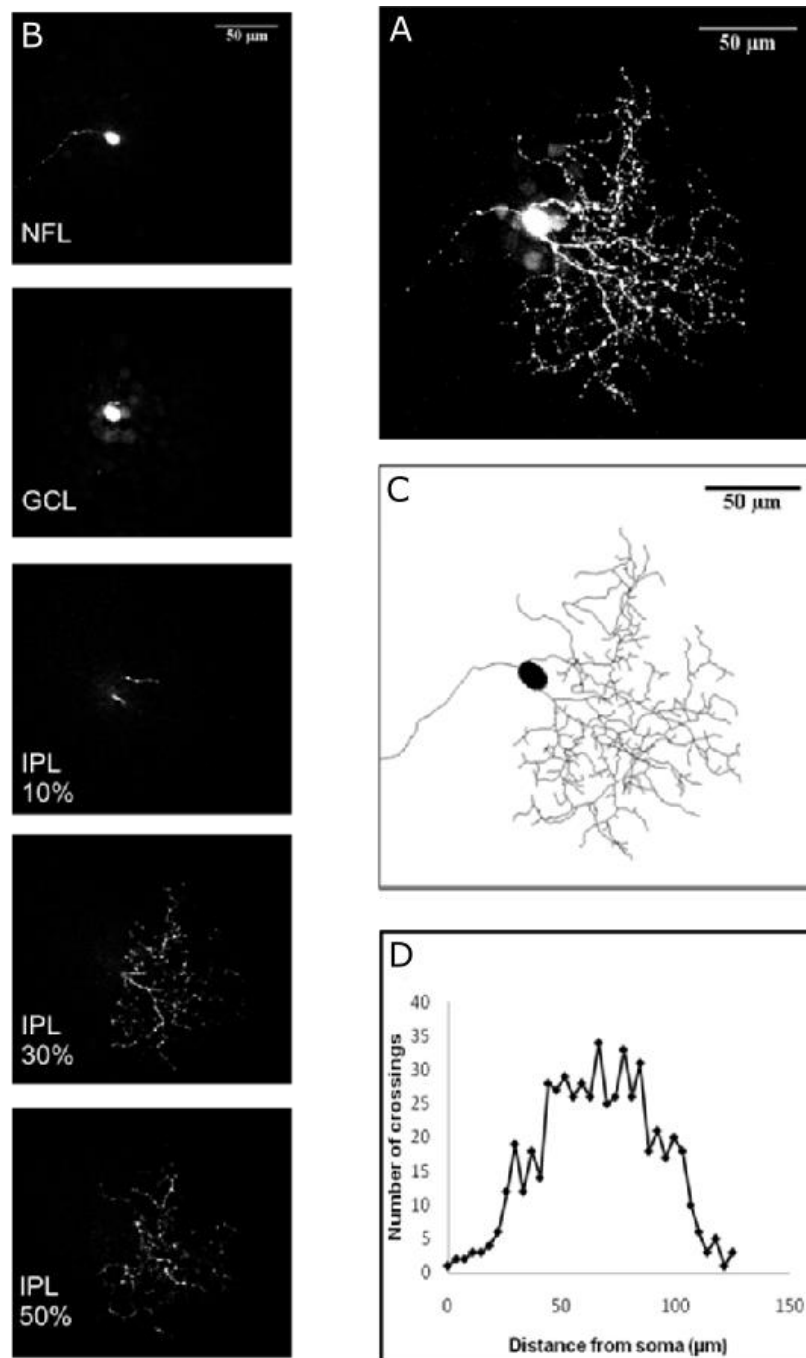 B
50 µm
NFL
GCL
IPL
10%
IPL
30%
IPL
50%
A
50 µm
C
50 µm
D
40
35
30
25
20
15
10
5
0
Number of crossings
0 50 100 150
Distance from soma (µm)